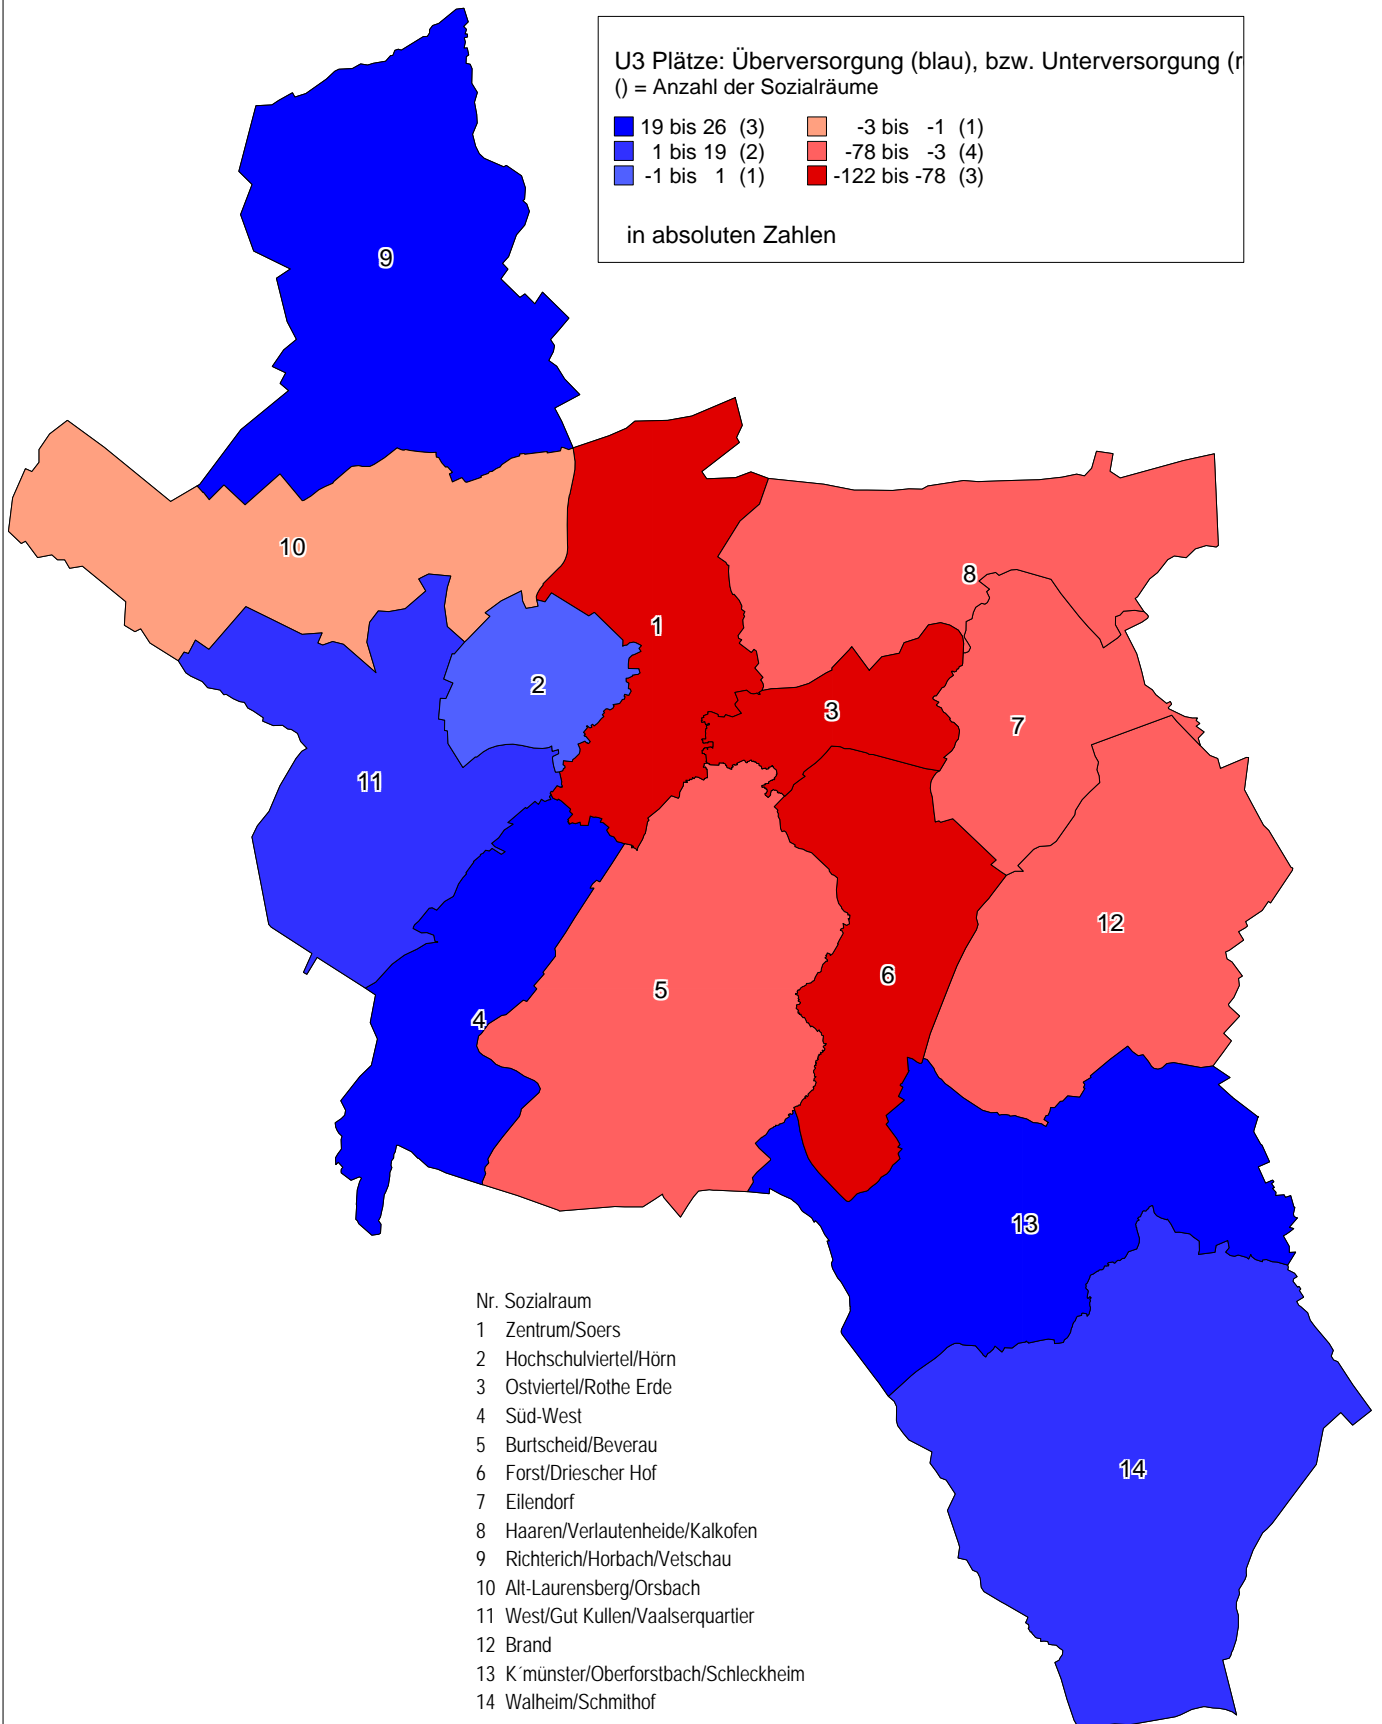 U3 Plätze: Überversorgung (blau), bzw. Unterversorgung (r
() = Anzahl der Sozialräume
19 bis 26 (3) -3 bis -1 (1)
1 bis 19 (2) -78 bis -3 (4)
-1 bis 1 (1) -122 bis -78 (3)
in absoluten Zahlen
9
10
8
1
2
3
7
11
12
6
5
4
13
14
Nr. Sozialraum
1 Zentrum/Soers
2 Hochschulviertel/Hörn
3 Ostviertel/Rothe Erde
4 Süd-West
5 Burtscheid/Beverau
6 Forst/Driescher Hof
7 Eilendorf
8 Haaren/Verlautenheide/Kalkofen
9 Richterich/Horbach/Vetschau
10 Alt-Laurensberg/Orsbach
11 West/Gut Kullen/Vaalserquartier
12 Brand
13 K´münster/Oberforstbach/Schleckheim
14 Walheim/Schmithof